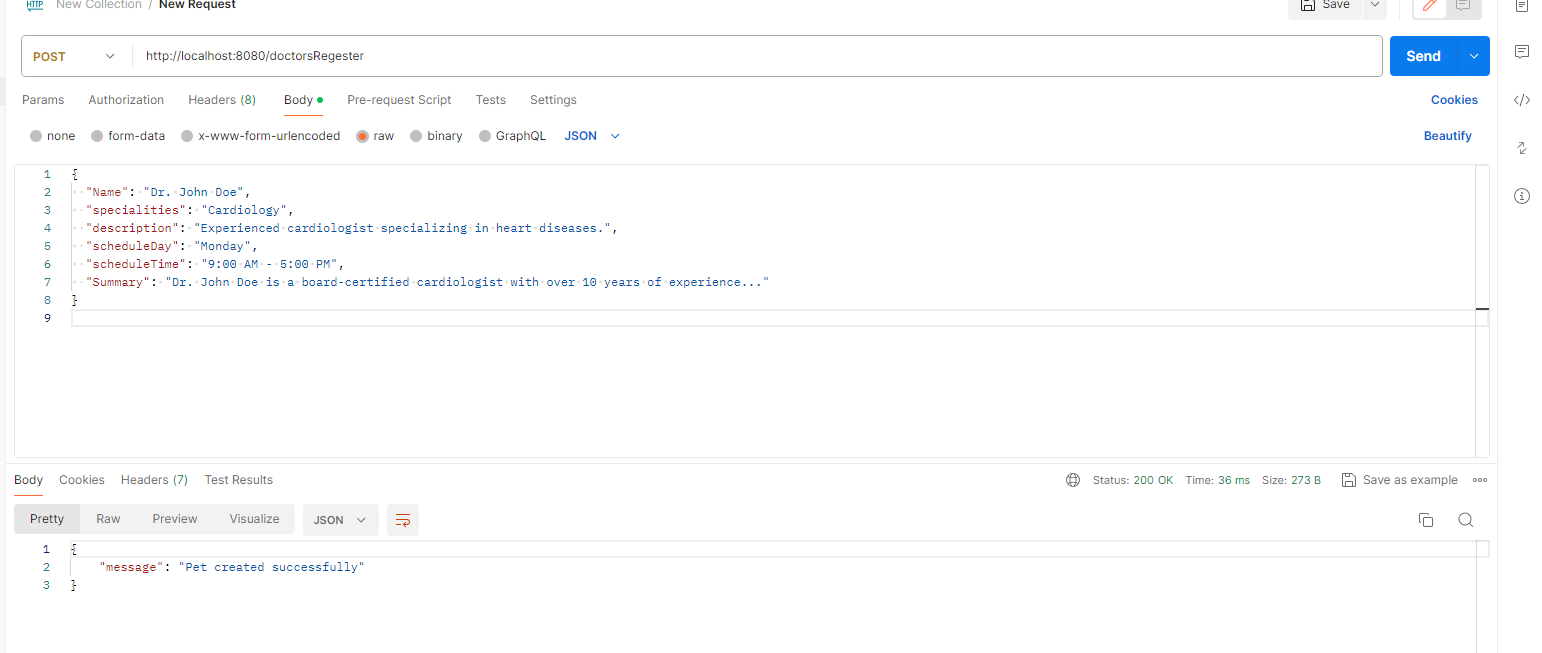 HTTP New Collection / New Request Save
POST http://localhost:8080/doctorsRegester Send
Params Authorization Headers (8) Body Pre-request Script Tests Settings Cookies
none form-data x-www-form-urlencoded raw binary GraphQL JSON Beautify
1 {
2 "Name": "Dr. John Doe",
3 "specialities": "Cardiology",
4 "description": "Experienced cardiologist specializing in heart diseases.",
5 "scheduleDay": "Monday",
6 "scheduleTime": "9:00 AM - 5:00 PM",
7 "Summary": "Dr. John Doe is a board-certified cardiologist with over 10 years of experience..."
8 }
9
Body Cookies Headers (7) Test Results Status: 200 OK Time: 36 ms Size: 273 B Save as example
Pretty Raw Preview Visualize JSON
1 {
2 "message": "Pet created successfully"
3 }